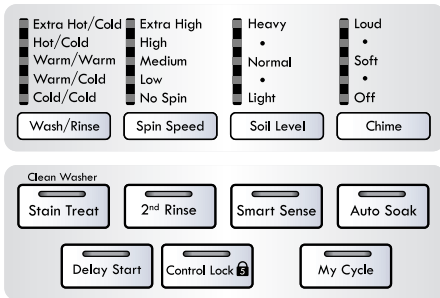 Extra Hot/Cold
Hot/Cold
Warm/Warm
Warm/Cold
Cold/Cold
Wash/Rinse
Extra High
High
Medium
Low
No Spin
Spin Speed
Heavy
•
Normal
•
Light
Soil Level
Loud
•
Soft
•
Off
Chime
Clean Washer
Stain Treat
2nd Rinse
Smart Sense
Auto Soak
Delay Start
Control Lock 5
My Cycle